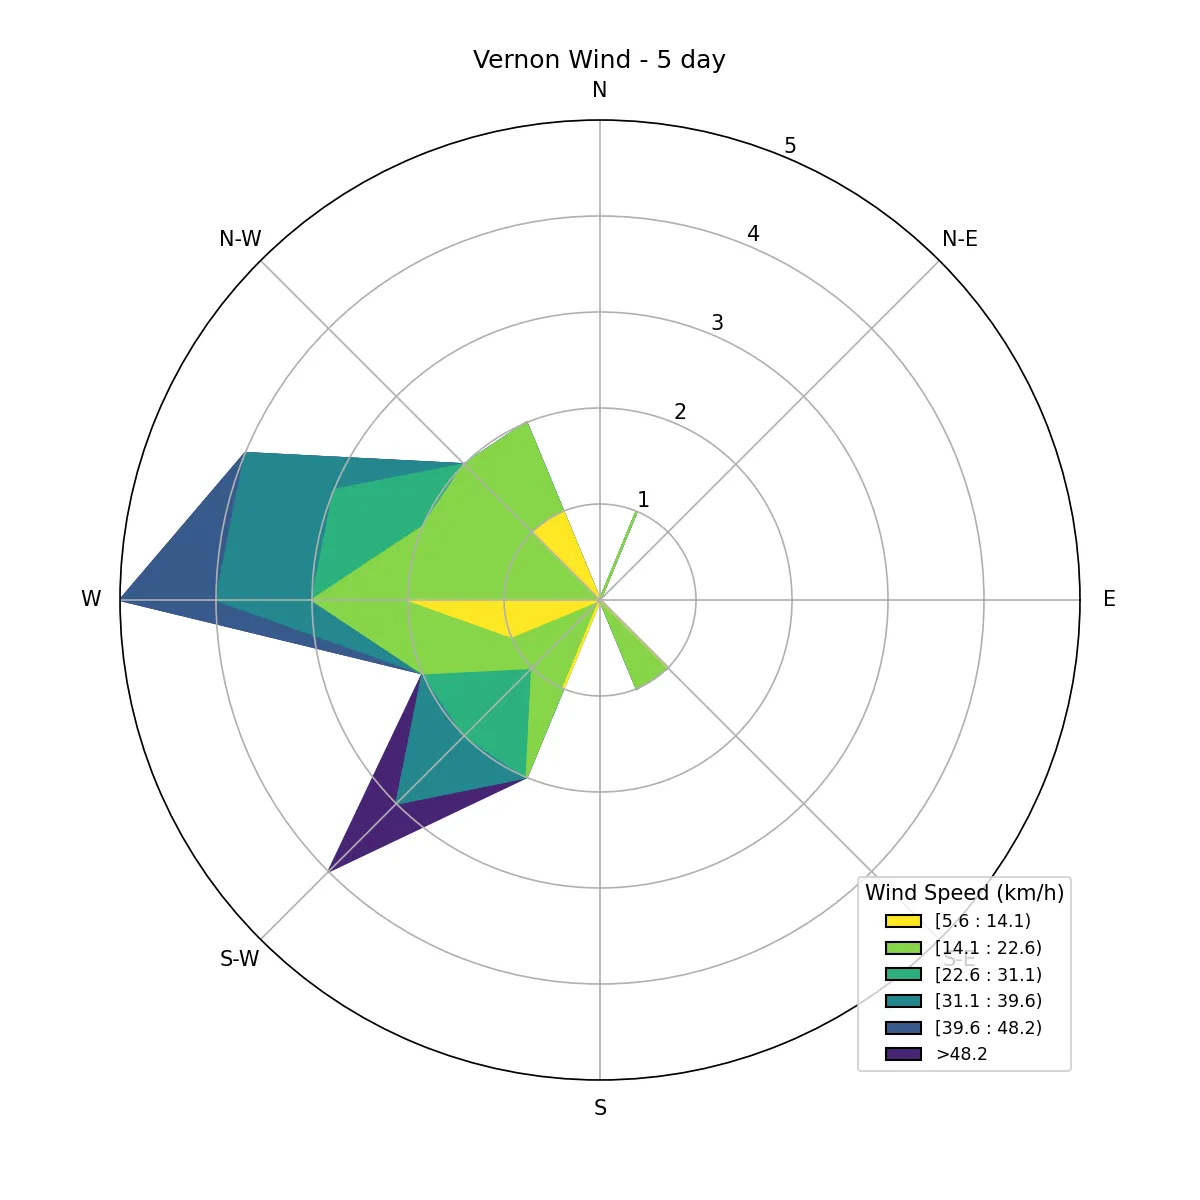 Vernon Wind - 5 day
N
5
N-W
N-E
4
3
2
1
W
E
S-W
S-E
S
Wind Speed (km/h)
[5.6 : 14.1)
[14.1 : 22.6)
[22.6 : 31.1)
[31.1 : 39.6)
[39.6 : 48.2)
>48.2